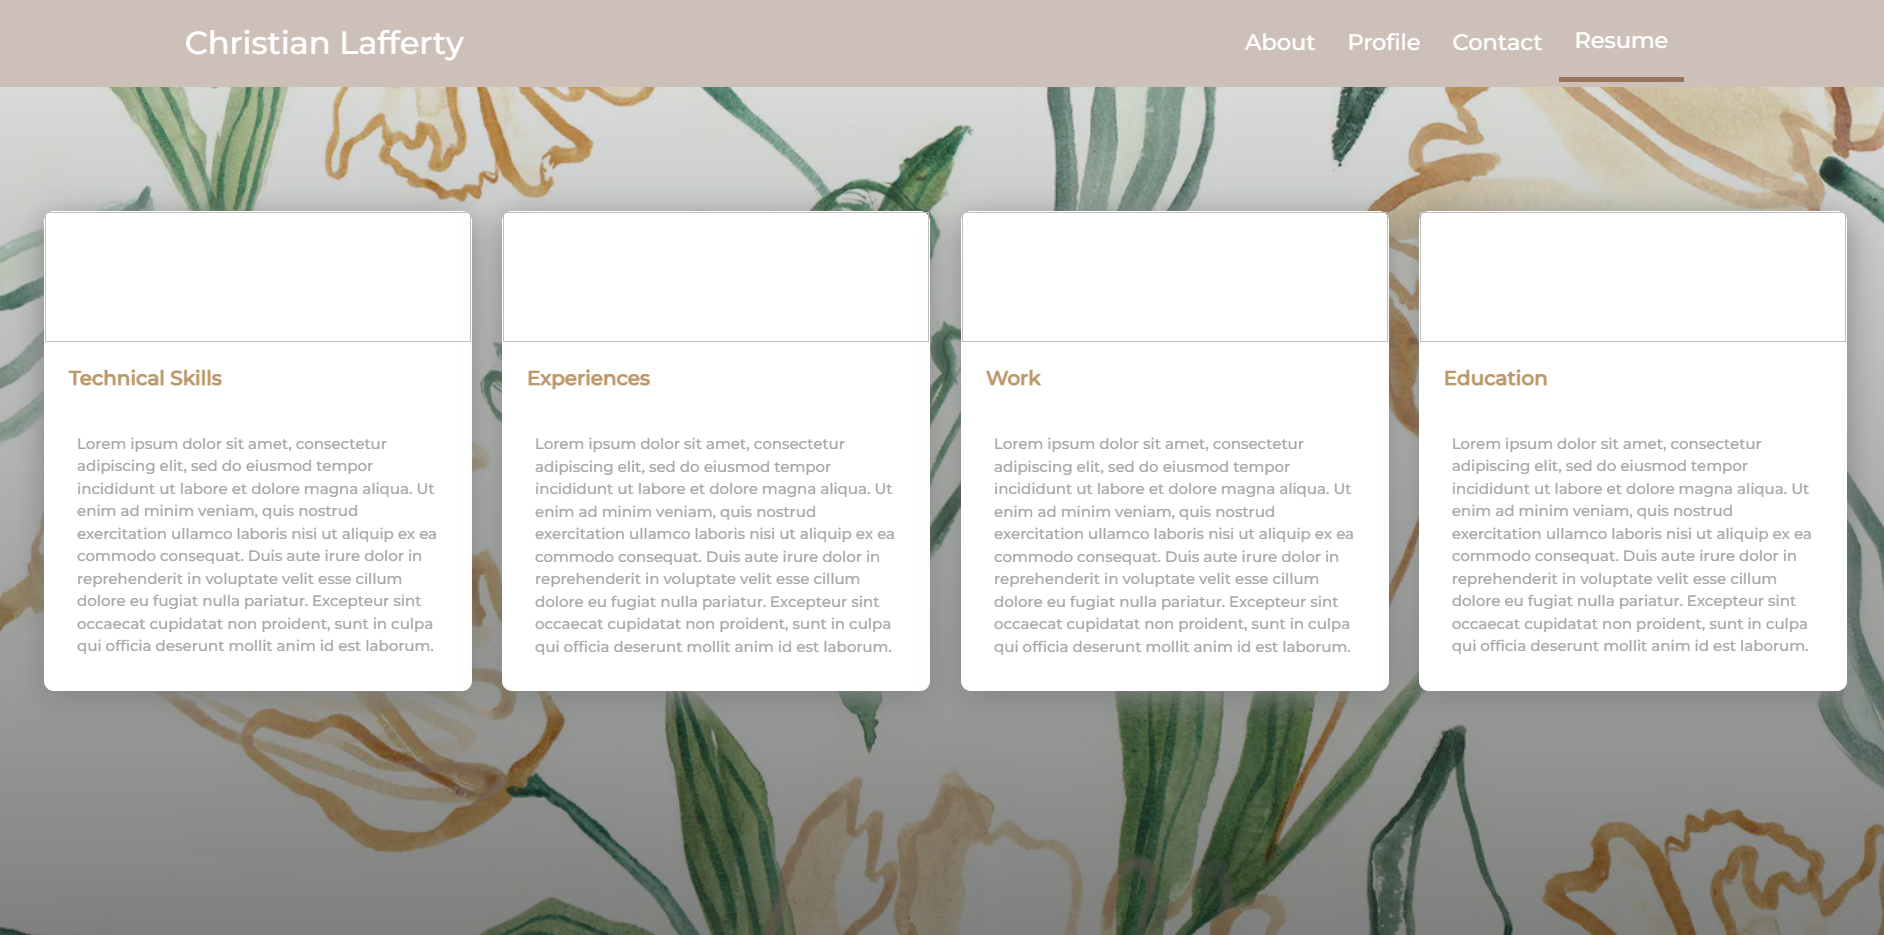 Christian Lafferty
About Profile Contact Resume
Technical Skills
Lorem ipsum dolor sit amet, consectetur
adipiscing elit, sed do eiusmod tempor
incididunt ut labore et dolore magna aliqua. Ut
enim ad minim veniam, quis nostrud
exercitation ullamco laboris nisi ut aliquip ex ea
commodo consequat. Duis aute irure dolor in
reprehenderit in voluptate velit esse cillum
dolore eu fugiat nulla pariatur. Excepteur sint
occaecat cupidatat non proident, sunt in culpa
qui officia deserunt mollit anim id est laborum.
Experiences
Lorem ipsum dolor sit amet, consectetur
adipiscing elit, sed do eiusmod tempor
incididunt ut labore et dolore magna aliqua. Ut
enim ad minim veniam, quis nostrud
exercitation ullamco laboris nisi ut aliquip ex ea
commodo consequat. Duis aute irure dolor in
reprehenderit in voluptate velit esse cillum
dolore eu fugiat nulla pariatur. Excepteur sint
occaecat cupidatat non proident, sunt in culpa
qui officia deserunt mollit anim id est laborum.
Work
Lorem ipsum dolor sit amet, consectetur
adipiscing elit, sed do eiusmod tempor
incididunt ut labore et dolore magna aliqua. Ut
enim ad minim veniam, quis nostrud
exercitation ullamco laboris nisi ut aliquip ex ea
commodo consequat. Duis aute irure dolor in
reprehenderit in voluptate velit esse cillum
dolore eu fugiat nulla pariatur. Excepteur sint
occaecat cupidatat non proident, sunt in culpa
qui officia deserunt mollit anim id est laborum.
Education
Lorem ipsum dolor sit amet, consectetur
adipiscing elit, sed do eiusmod tempor
incididunt ut labore et dolore magna aliqua. Ut
enim ad minim veniam, quis nostrud
exercitation ullamco laboris nisi ut aliquip ex ea
commodo consequat. Duis aute irure dolor in
reprehenderit in voluptate velit esse cillum
dolore eu fugiat nulla pariatur. Excepteur sint
occaecat cupidatat non proident, sunt in culpa
qui officia deserunt mollit anim id est laborum.